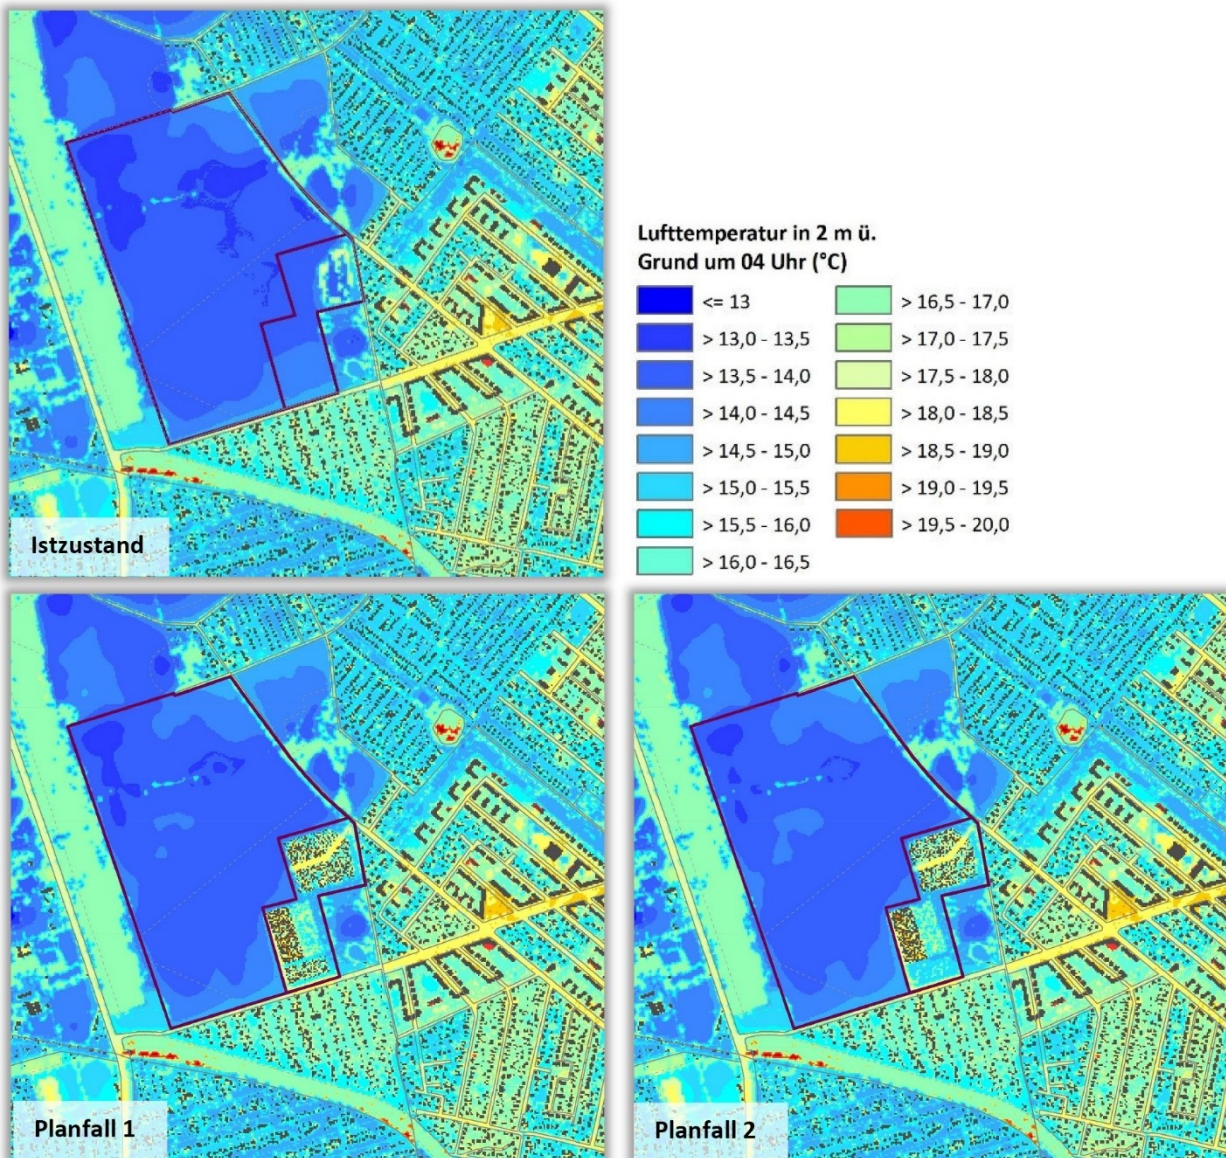 Lufttemperatur in 2 m ü.
Grund um 04 Uhr (°C)
<= 13
> 13,0 - 13,5
> 13,5 - 14,0
> 14,0 - 14,5
> 14,5 - 15,0
> 15,0 - 15,5
> 15,5 - 16,0
> 16,0 - 16,5
> 16,5 - 17,0
> 17,0 - 17,5
> 17,5 - 18,0
> 18,0 - 18,5
> 18,5 - 19,0
> 19,0 - 19,5
> 19,5 - 20,0
Istzustand
Planfall 1
Planfall 2